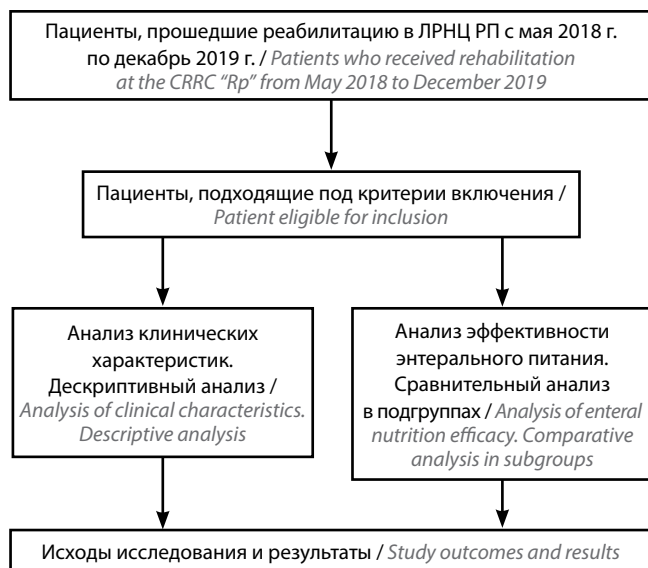 Пациенты, прошедшие реабилитацию в ЛРНЦ РП с мая 2018 г.
по декабрь 2019 г. / Patients who received rehabilitation
at the CRRC “Rp” from May 2018 to December 2019
Пациенты, подходящие под критерии включения /
Patient eligible for inclusion
Анализ клинических
характеристик.
Дескриптивный анализ /
Analysis of clinical characteristics.
Descriptive analysis
Анализ эффективности
энтерального питания.
Сравнительный анализ
в подгруппах / Analysis of enteral
nutrition efficacy. Comparative
analysis in subgroups
Исходы исследования и результаты / Study outcomes and results